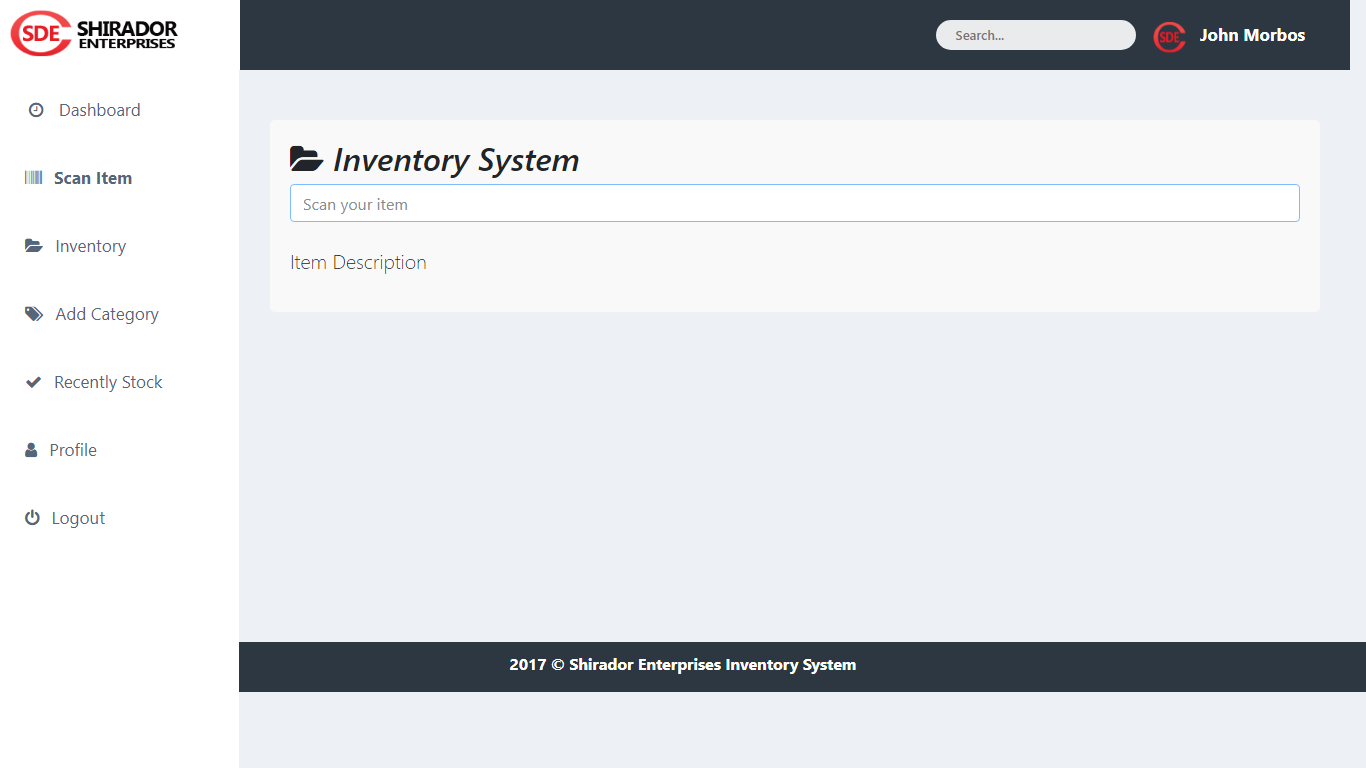 SDE SHIRADOR
ENTERPRISES
Search...
SDE
John Morbos
Dashboard
Scan Item
Inventory
Add Category
Recently Stock
Profile
Logout
Inventory System
Scan your item
Item Description
2017 © Shirador Enterprises Inventory System